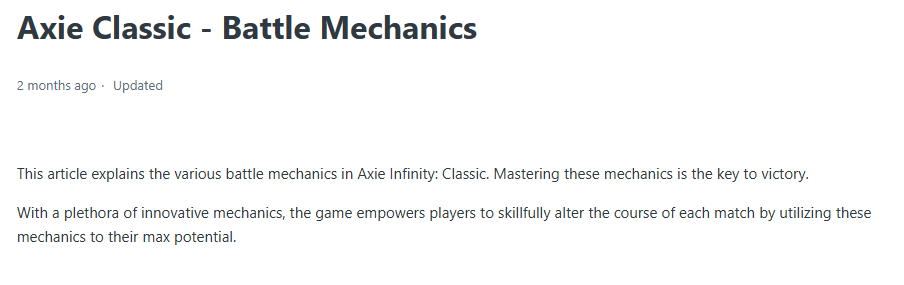 Axie Classic - Battle Mechanics
2 months ago · Updated
This article explains the various battle mechanics in Axie Infinity: Classic. Mastering these mechanics is the key to victory.
With a plethora of innovative mechanics, the game empowers players to skillfully alter the course of each match by utilizing these
mechanics to their max potential.